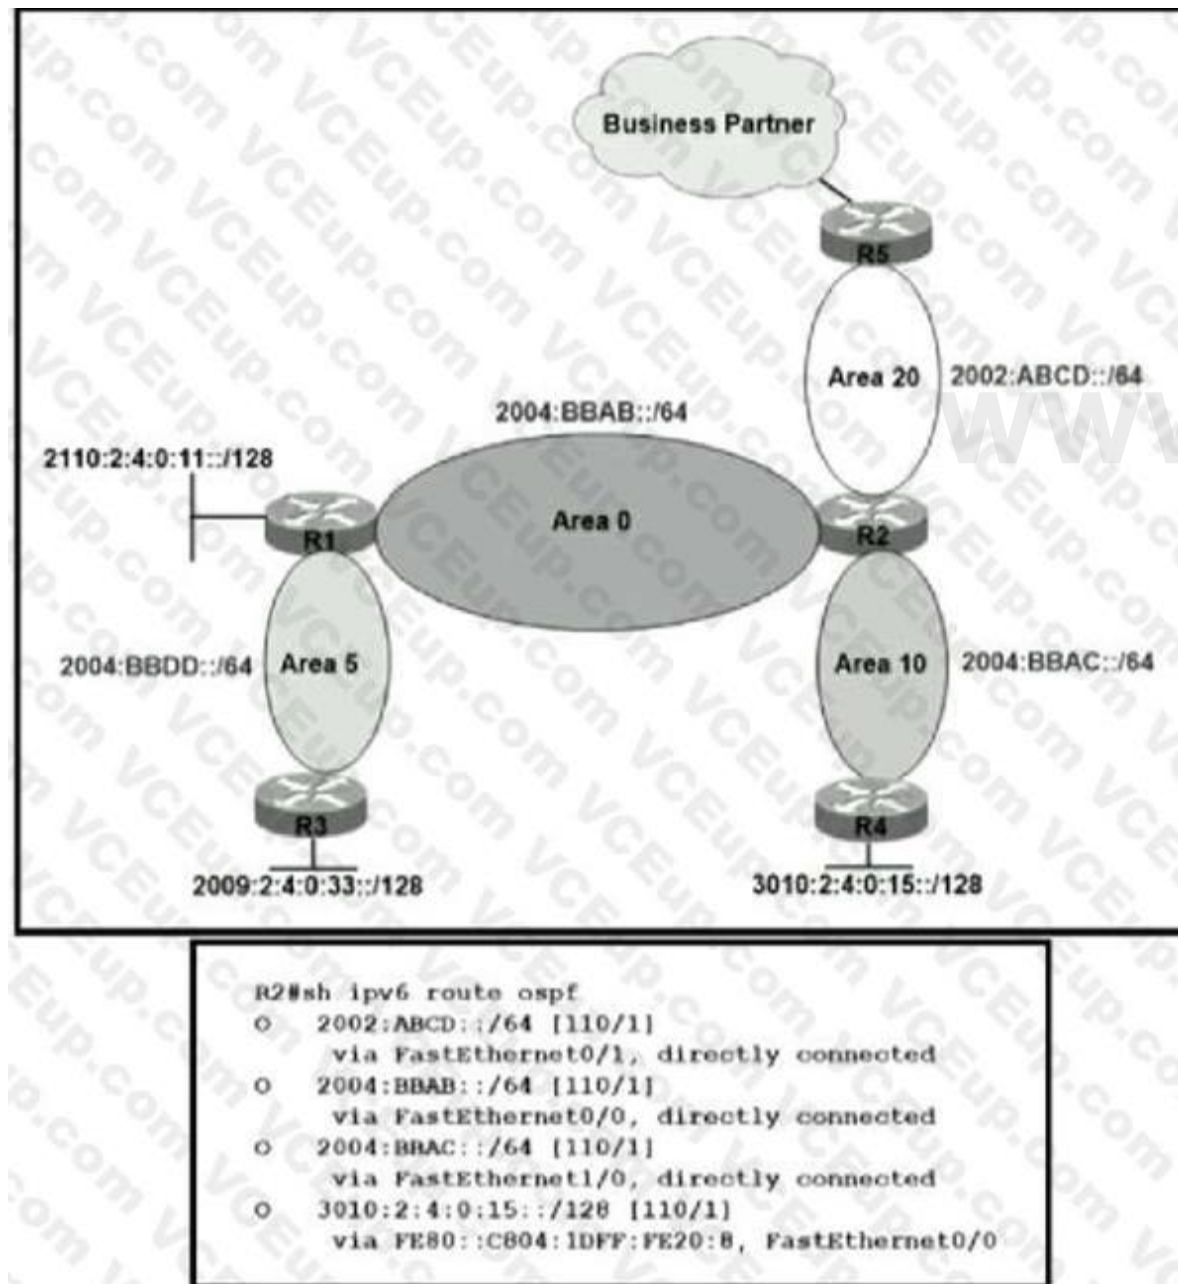 Business Partner
R5
Area 20 2002:ABCD::/64
2004:BBAB::/64
WWV
2110:2:4:0:11::/128
Area 0
R1
R2
2004:BBDD::/64 Area 5
Area 10 2004:BBAC::/64
R3
R4
2009:2:4:0:33::/128
3010:2:4:0:15::/128
R2#sh ipv6 route ospf
O 2002:ABCD::/64 [110/1]
via FastEthernet0/1, directly connected
O 2004:BBAB::/64 [110/1]
via FastEthernet0/0, directly connected
O 2004:BBAC::/64 [110/1]
via FastEthernet1/0, directly connected
O 3010:2:4:0:15::/128 [110/1]
via FE80::C804:1DFF:FE20:8, FastEthernet0/0
VCEup.com